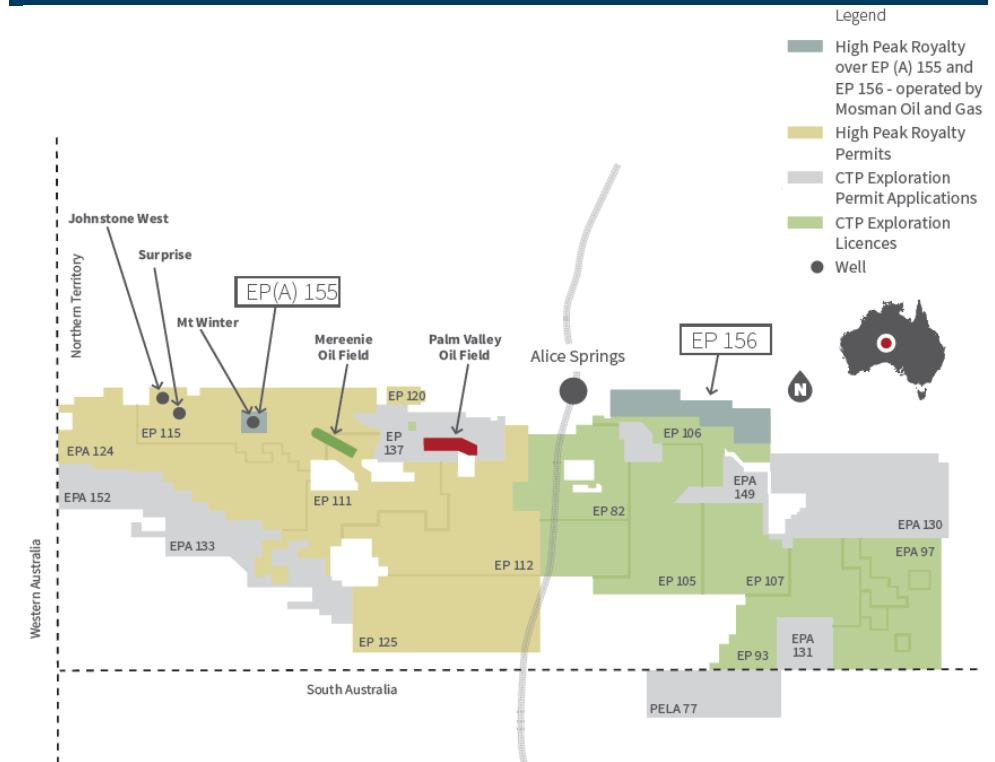 Legend
High Peak Royalty
over EP (A) 155 and
EP 156 - operated by
Mosman Oil and Gas
High Peak Royalty
Permits
CTP Exploration
Permit Applications
CTP Exploration
Licences
Well
Johnstone West
Surprise
Mt Winter
EP(A) 155
Mereenie
Oil Field
Palm Valley
Oil Field
Alice Springs
EP 156
N
Northern Territory
Western Australia
South Australia
EP 120
EP 115
EPA 124
EP
137
EP 106
EPA 152
EP 111
EP 82
EPA
149
EPA 130
EPA 133
EPA 97
EP 112
EP 105
EP 107
EP 125
EP 93
EPA
131
PELA 77